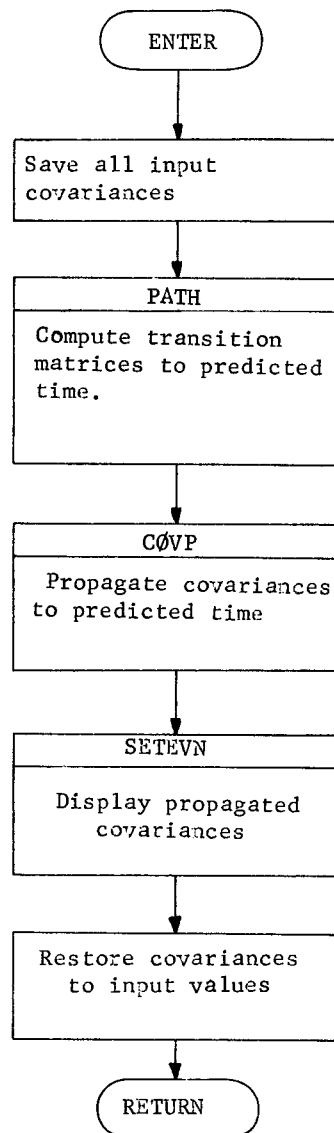 ENTER
Save all input
covariances
PATH
Compute transition
matrices to predicted
time.
CØVP
Propagate covariances
to predicted time
SETEVN
Display propagated
covariances
Restore covariances
to input values
RETURN